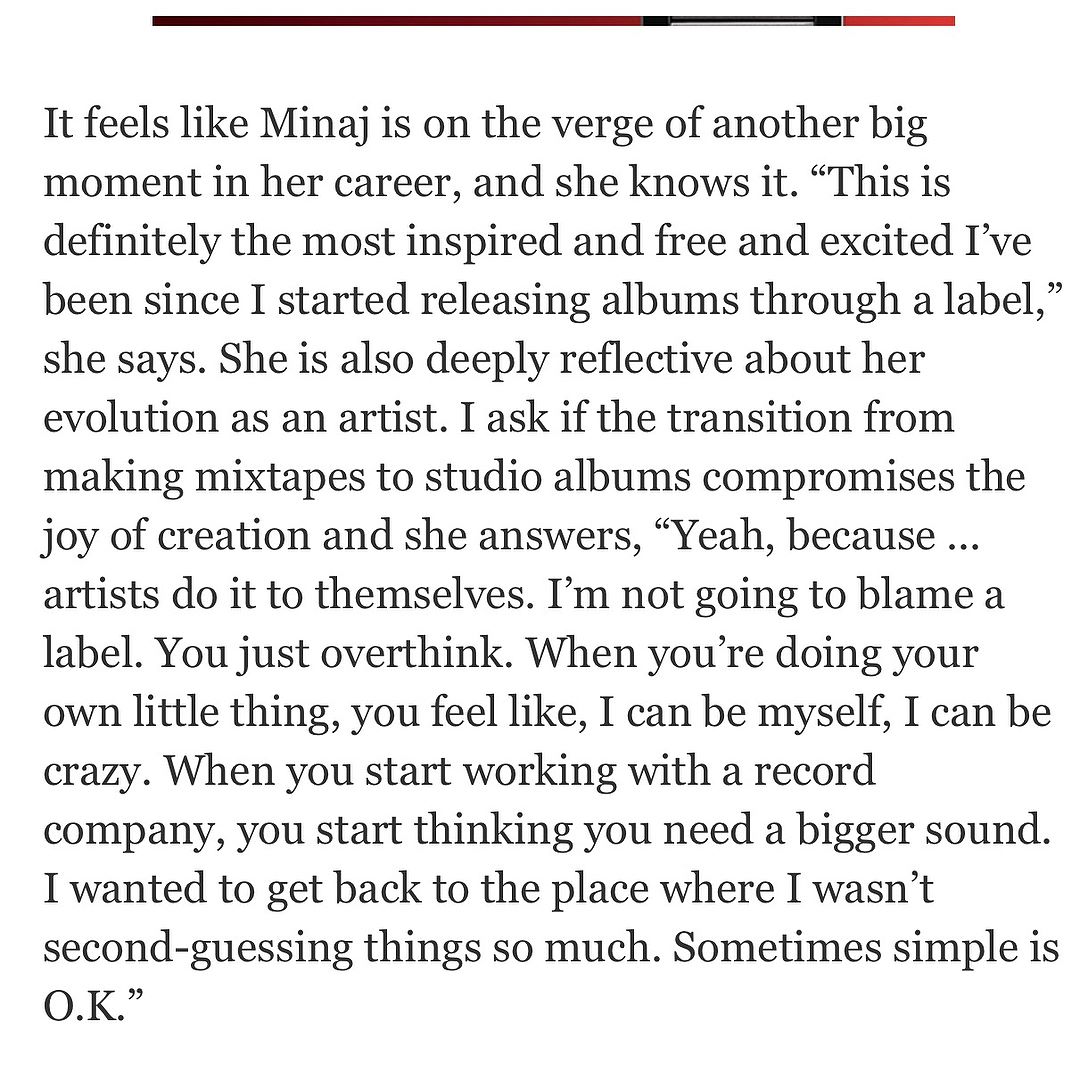 It feels like Minaj is on the verge of another big
moment in her career, and she knows it. “This is
definitely the most inspired and free and excited I’ve
been since I started releasing albums through a label,”
she says. She is also deeply reflective about her
evolution as an artist. I ask if the transition from
making mixtapes to studio albums compromises the
joy of creation and she answers, “Yeah, because ...
artists do it to themselves. I’m not going to blame a
label. You just overthink. When you’re doing your
own little thing, you feel like, I can be myself, I can be
crazy. When you start working with a record
company, you start thinking you need a bigger sound.
I wanted to get back to the place where I wasn’t
second-guessing things so much. Sometimes simple is
O.K.”